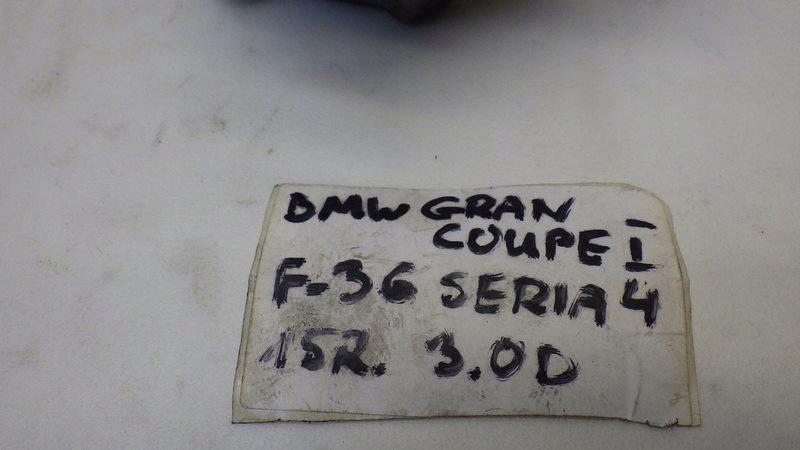 BMW GRAN
COUPE I
F-36 SERIA 4
15R. 3.0D